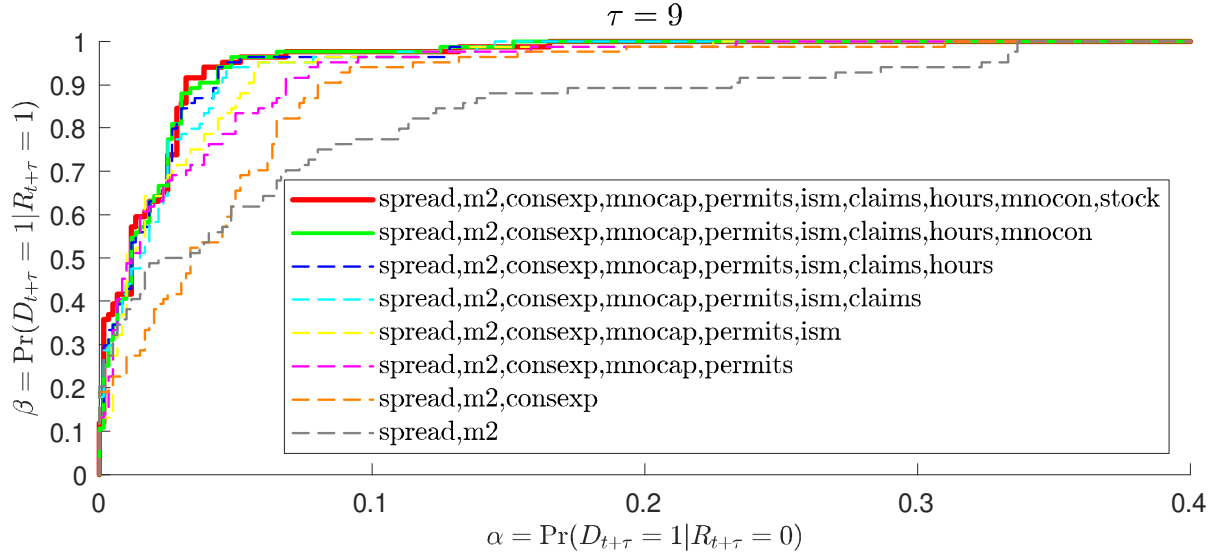 τ = 9
β = Pr(D_{t+τ} = 1|R_{t+τ} = 1)
1
0.9
0.8
0.7
0.6
0.5
0.4
0.3
0.2
0.1
0
spread,m2,consexp,mnocap,permits,ism,claims,hours,mnocon,stock
spread,m2,consexp,mnocap,permits,ism,claims,hours,mnocon
spread,m2,consexp,mnocap,permits,ism,claims,hours
spread,m2,consexp,mnocap,permits,ism,claims
spread,m2,consexp,mnocap,permits,ism
spread,m2,consexp,mnocap,permits
spread,m2,consexp
spread,m2
0 0.1 0.2 0.3 0.4
α = Pr(D_{t+τ} = 1|R_{t+τ} = 0)